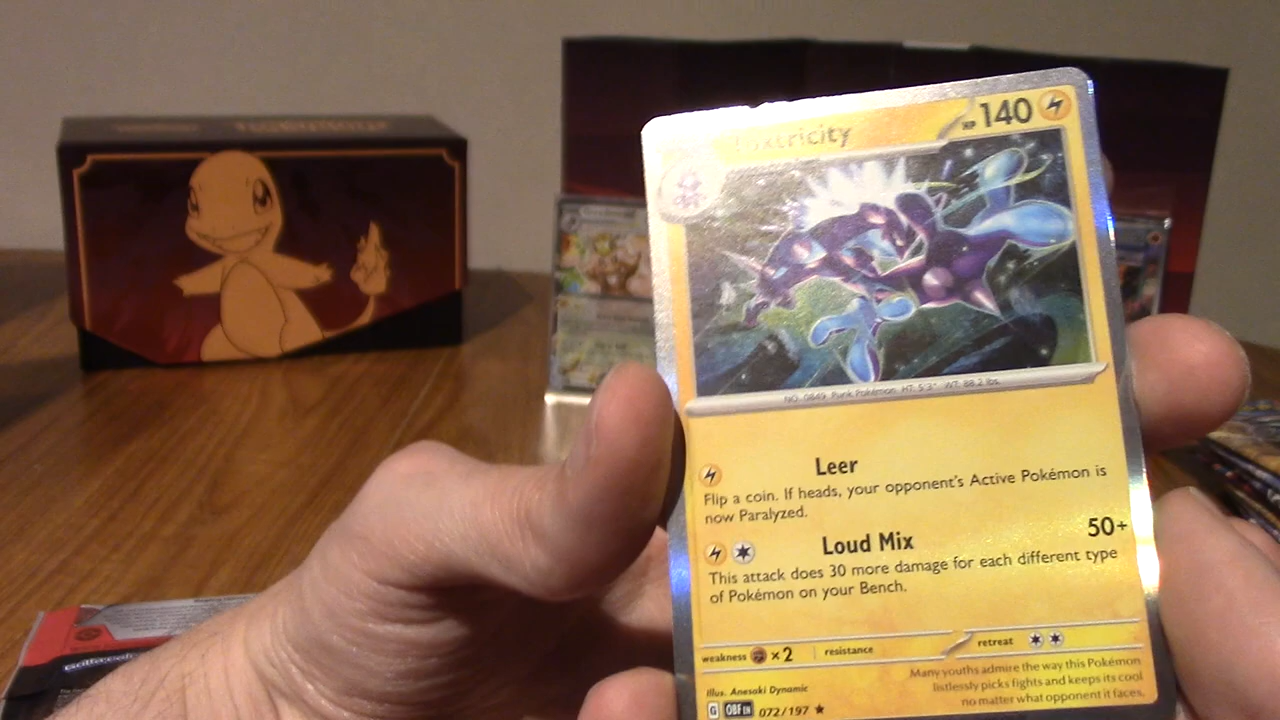 HP 140
NO. 0849 Punk Pokémon HT: 5'3" WT: 88.2 lbs.
Leer
Flip a coin. If heads, your opponent's Active Pokémon is
now Paralyzed.
Loud Mix 50+
This attack does 30 more damage for each different type
of Pokémon on your Bench.
weakness ×2 resistance retreat
Many youths admire the way this Pokémon
listlessly picks fights and keeps its cool
no matter what opponent it faces.
Illus. Anesaki Dynamic
G OBF EN 072/197